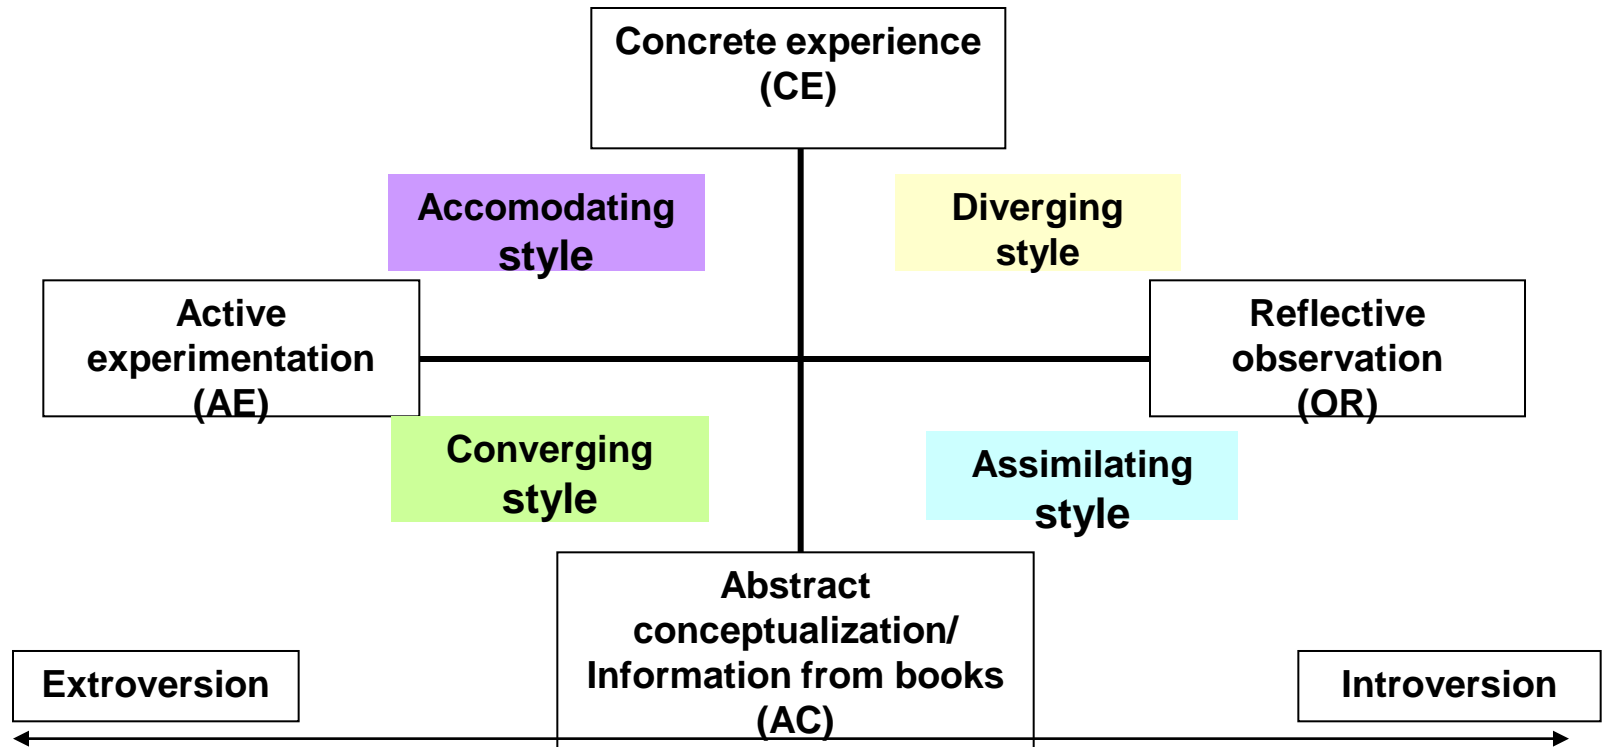 Concrete experience
(CE)
Accomodating
style
Diverging
style
Active
experimentation
(AE)
Reflective
observation
(OR)
Converging
style
Assimilating
style
Abstract
conceptualization/
Information from books
(AC)
Extroversion
Introversion